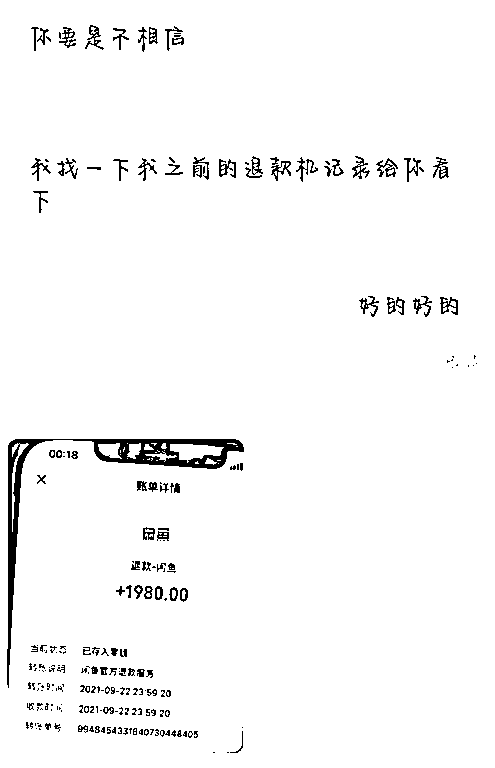 你要是不相信
我找一下我之前的退款机记录给你看
下
好的好的
00:18
账单详情
闲鱼
退款-闲鱼
+1980.00
当前状态 已存入零钱
转账说明 闲鱼官方退款服务
转账时间 2021-09-22 23:59:20
收款时间 2021-09-22 23:59:20
转账单号 9948454331840730448405